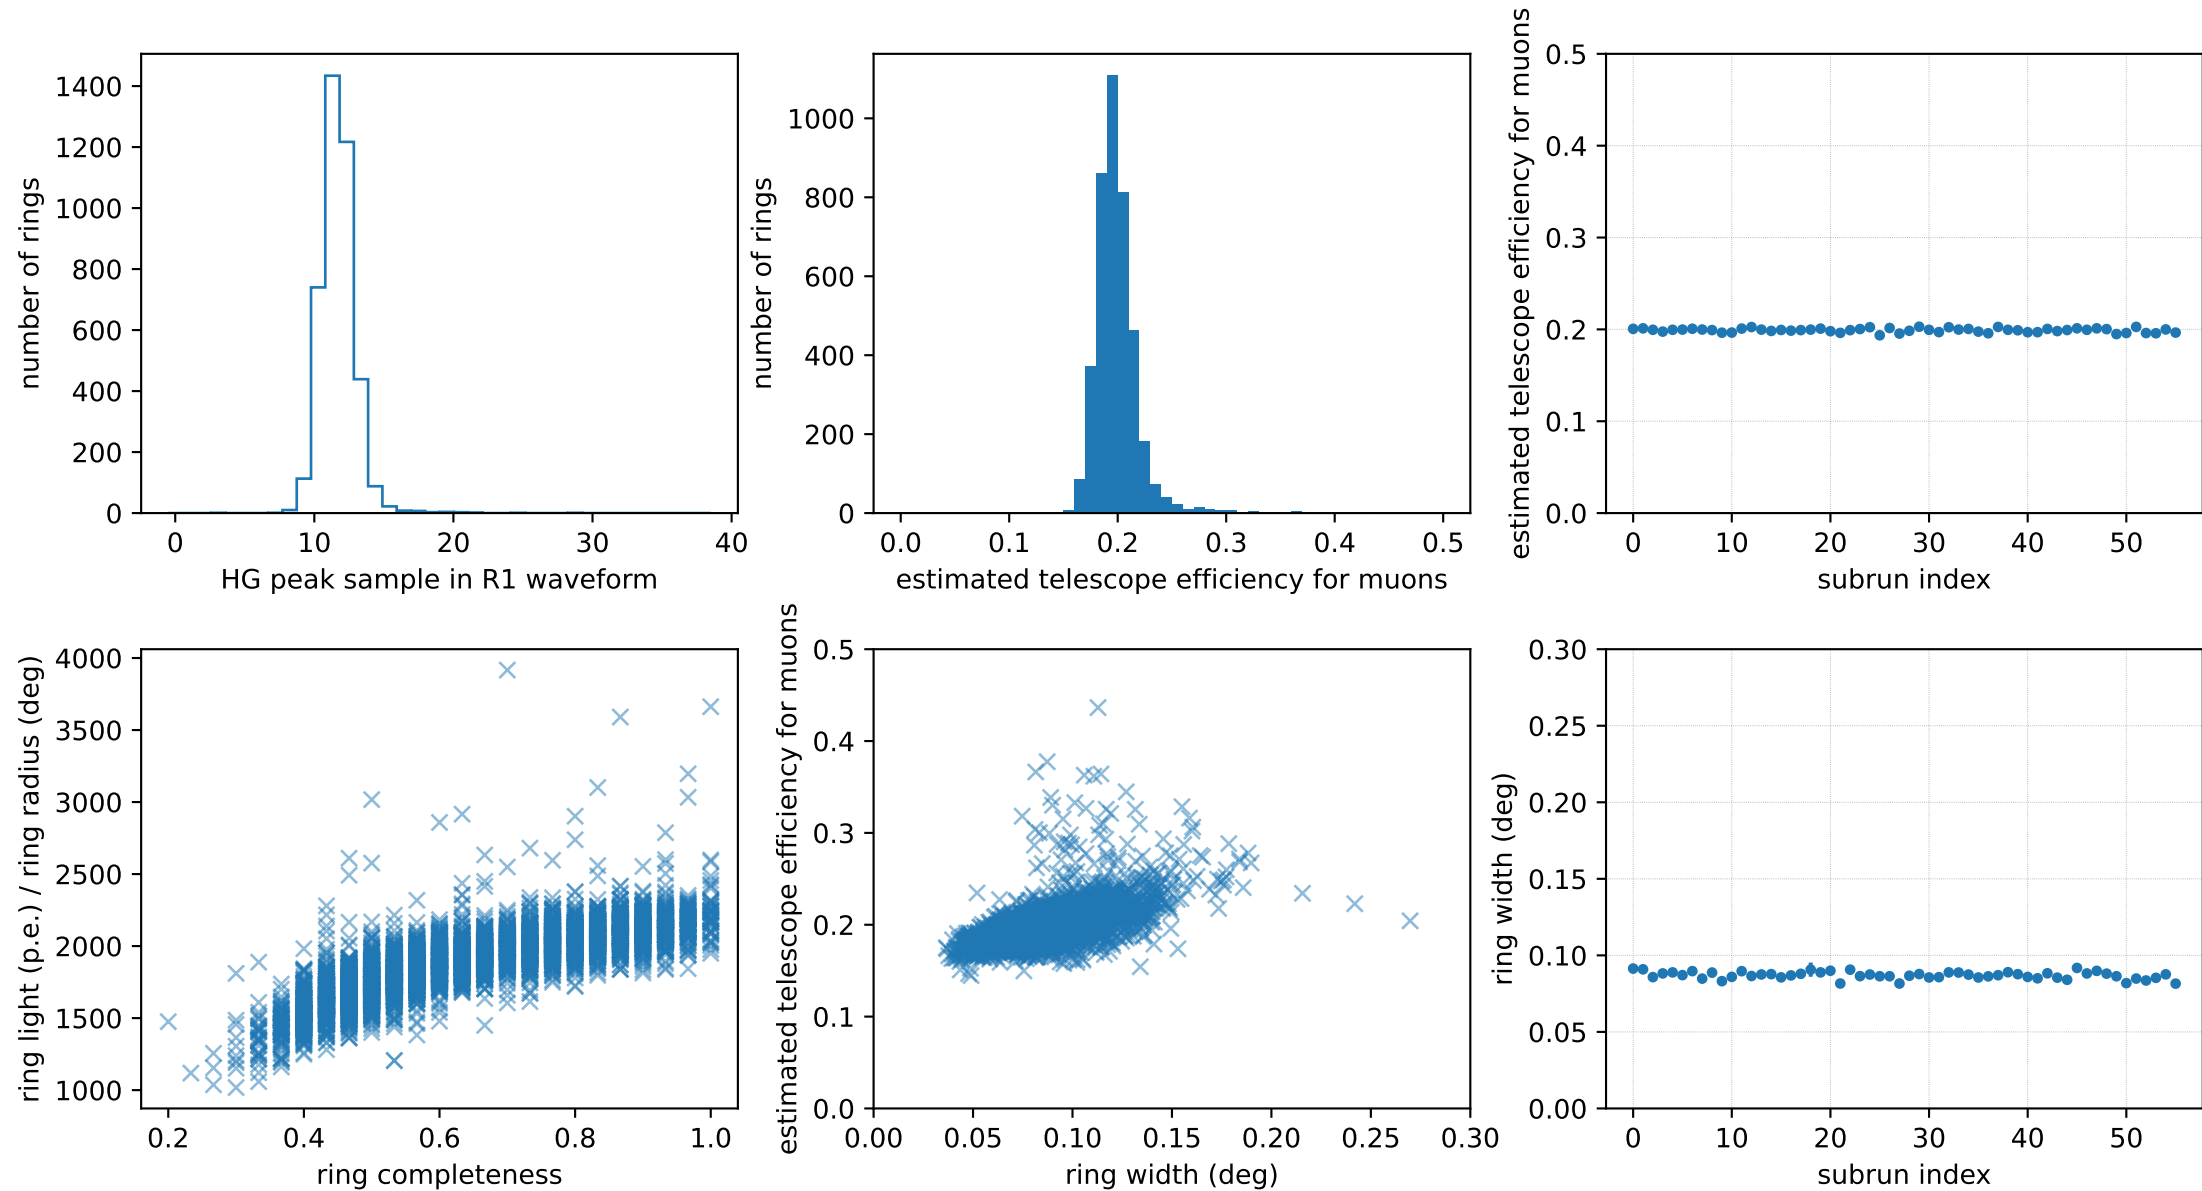 number of rings
1400
1200
1000
800
600
400
200
0
0 10 20 30 40
HG peak sample in R1 waveform
number of rings
1000
800
600
400
200
0
0.0 0.1 0.2 0.3 0.4 0.5
estimated telescope efficiency for muons
estimated telescope efficiency for muons
0.5
0.4
0.3
0.2
0.1
0.0
0 10 20 30 40 50
subrun index
ring light (p.e.) / ring radius (deg)
4000
3500
3000
2500
2000
1500
1000
0.2 0.4 0.6 0.8 1.0
ring completeness
estimated telescope efficiency for muons
0.5
0.4
0.3
0.2
0.1
0.0
0.00 0.05 0.10 0.15 0.20 0.25 0.30
ring width (deg)
ring width (deg)
0.30
0.25
0.20
0.15
0.10
0.05
0.00
0 10 20 30 40 50
subrun index